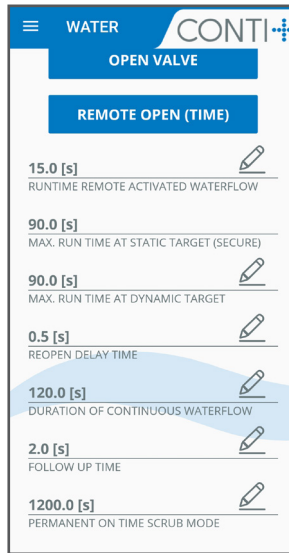 WATER
CONTI+
OPEN VALVE
REMOTE OPEN (TIME)
15.0 [s]
RUNTIME REMOTE ACTIVATED WATERFLOW
90.0 [s]
MAX. RUN TIME AT STATIC TARGET (SECURE)
90.0 [s]
MAX. RUN TIME AT DYNAMIC TARGET
0.5 [s]
REOPEN DELAY TIME
120.0 [s]
DURATION OF CONTINUOUS WATERFLOW
2.0 [s]
FOLLOW UP TIME
1200.0 [s]
PERMANENT ON TIME SCRUB MODE